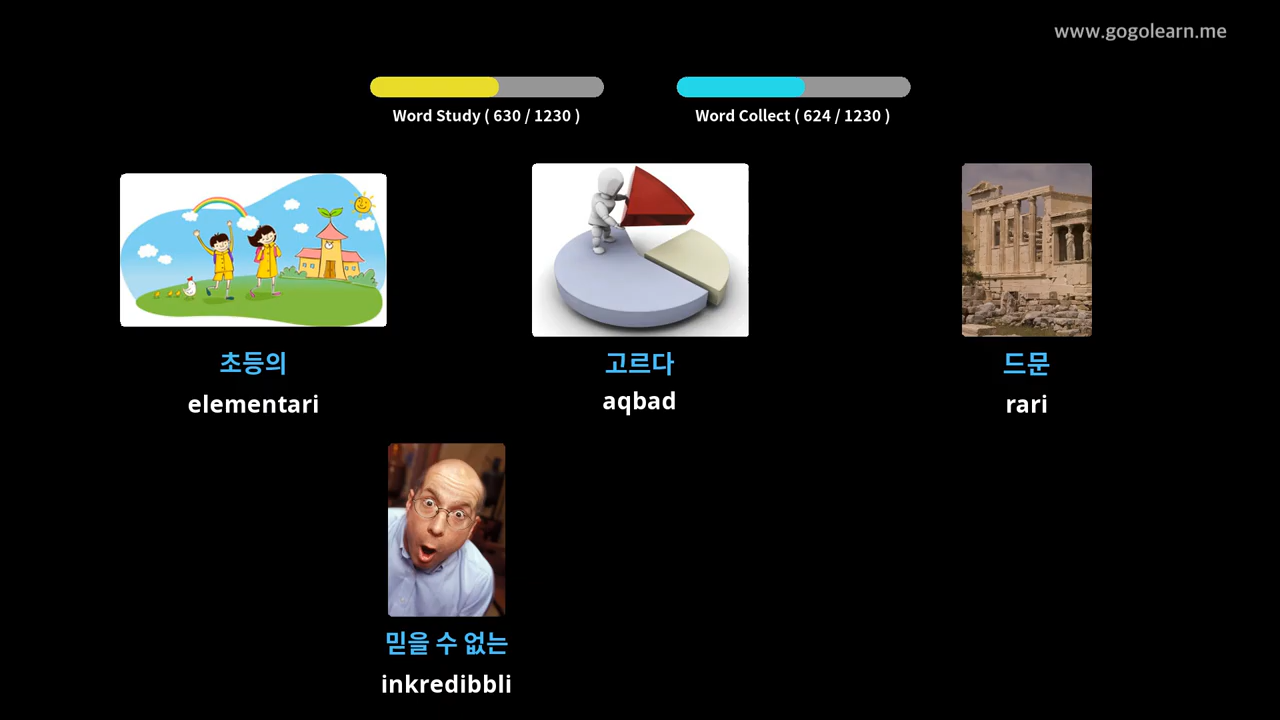 www.gogolearn.me
Word Study ( 630 / 1230 )
Word Collect ( 624 / 1230 )
초등의
elementari
고르다
aqbad
드문
rari
믿을 수 없는
inkredibbli